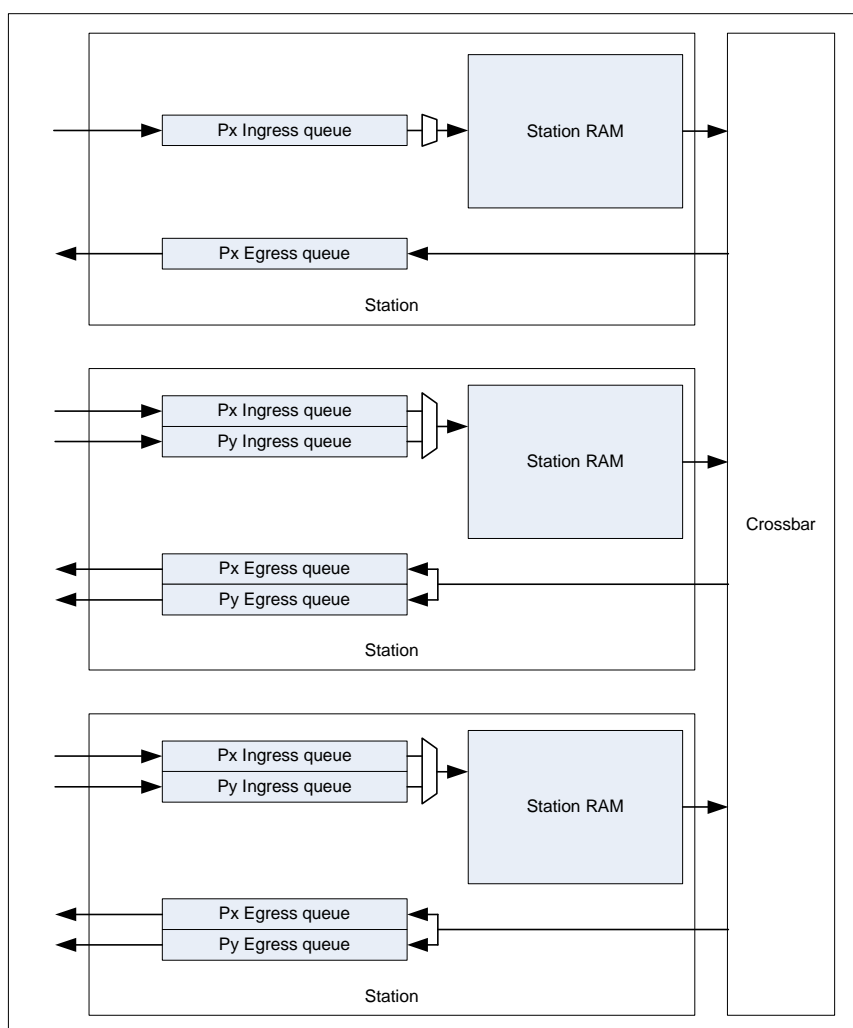 Px Ingress queue
Station RAM
Px Egress queue
Station
Px Ingress queue
Py Ingress queue
Station RAM
Crossbar
Px Egress queue
Py Egress queue
Station
Px Ingress queue
Py Ingress queue
Station RAM
Px Egress queue
Py Egress queue
Station